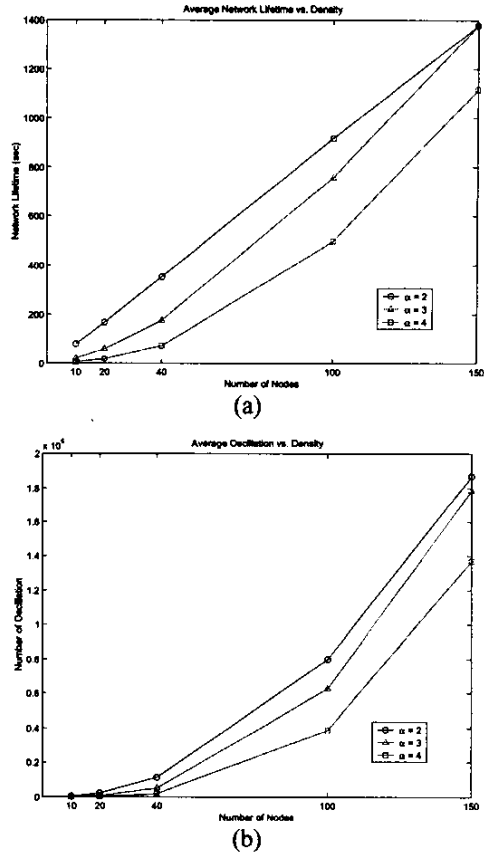 Average Network Lifetime vs. Density
1400
1200
1000
800
600
400
200
0
Network Lifetime (sec)
10 20 40 100 150
Number of Nodes
α = 2
α = 3
α = 4
(a)
Average Oscillation vs. Density
x 10⁴
2
1.8
1.6
1.4
1.2
1
0.8
0.6
0.4
0.2
0
Number of Oscillation
10 20 40 100 150
Number of Nodes
α = 2
α = 3
α = 4
(b)